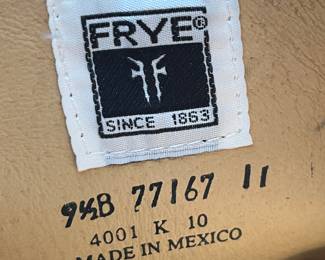 FRYE®
SINCE 1863
9½B 77167 11
4001 K 10
MADE IN MEXICO